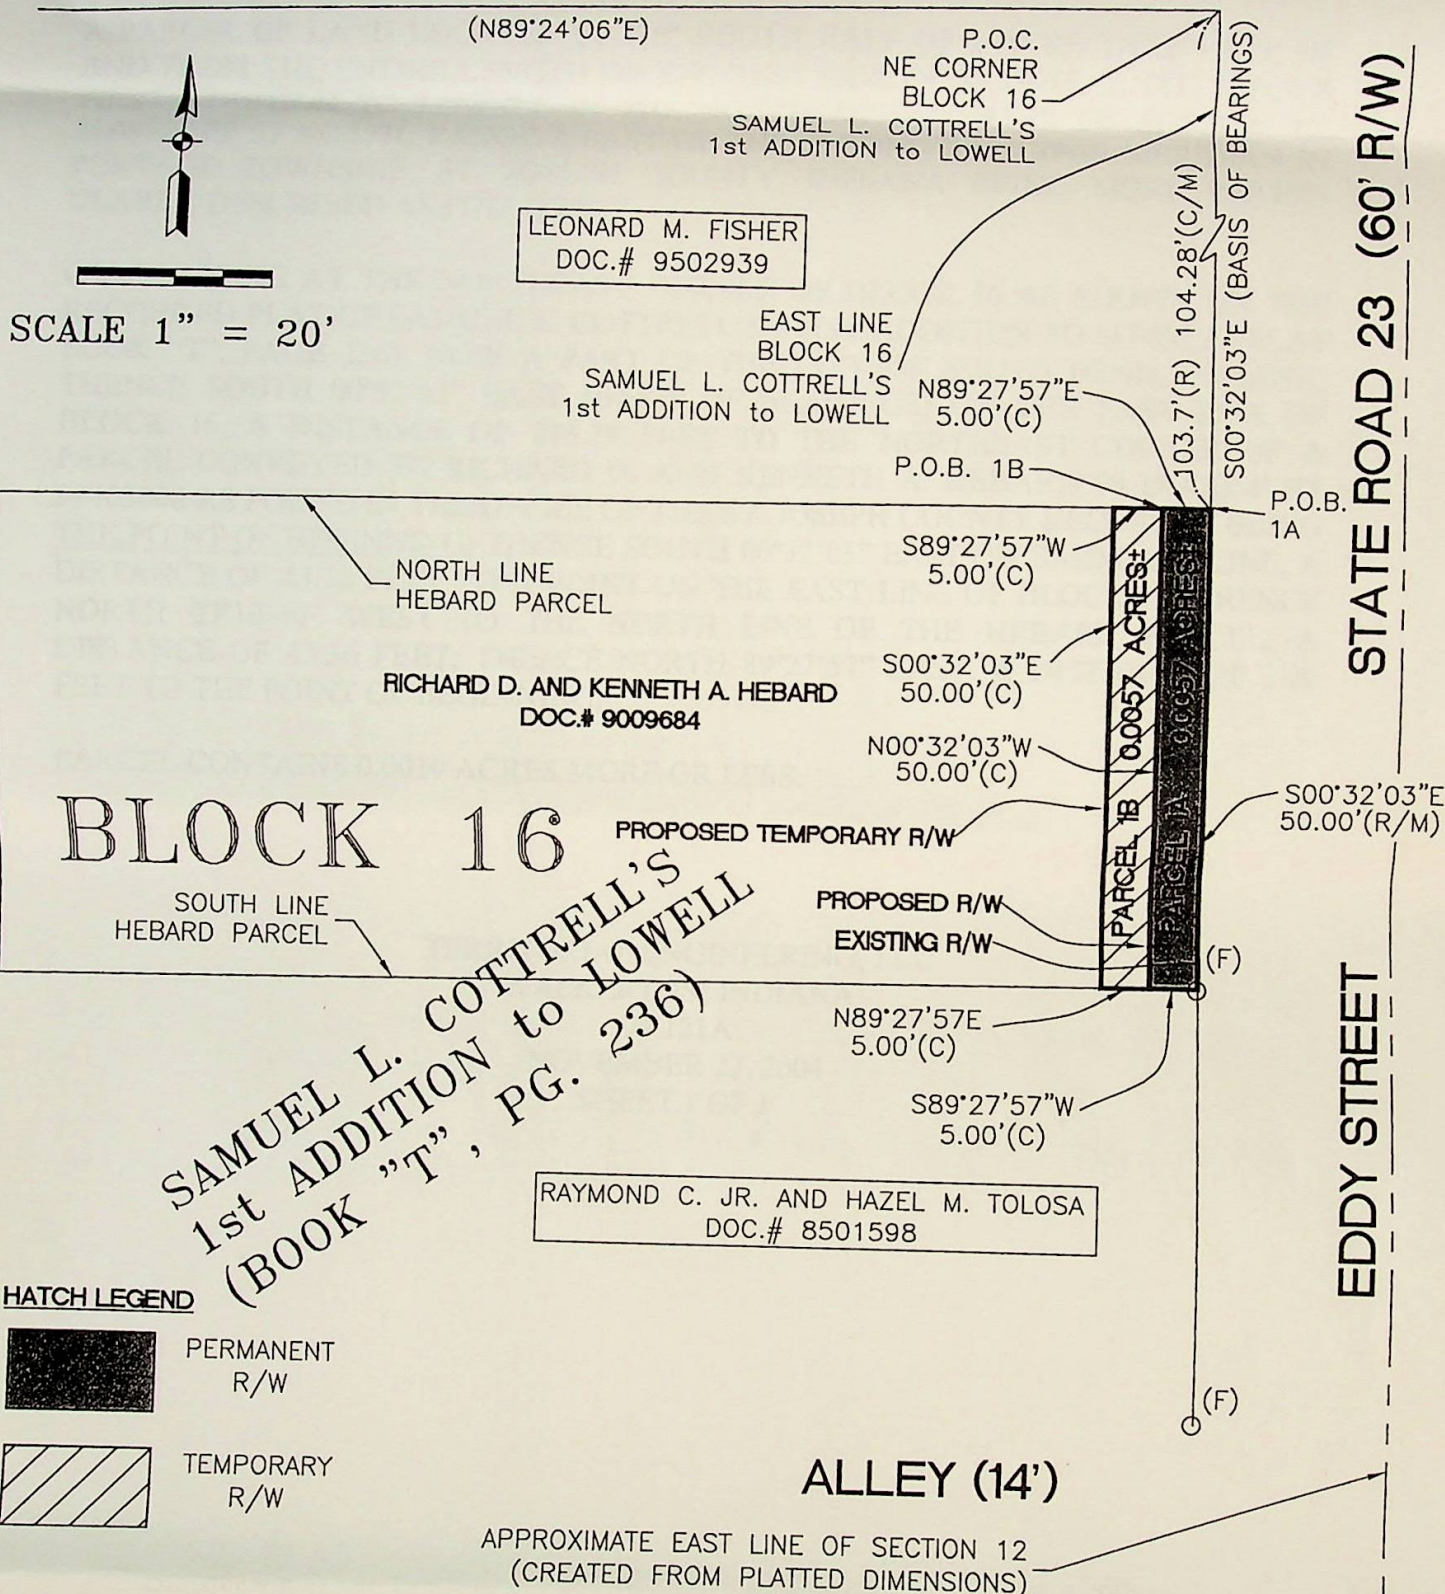 (N89°24'06"E)
P.O.C.
NE CORNER
BLOCK 16
SAMUEL L. COTTRELL'S
1st ADDITION to LOWELL
SCALE 1" = 20'
LEONARD M. FISHER
DOC.# 9502939
EAST LINE
BLOCK 16
SAMUEL L. COTTRELL'S
1st ADDITION to LOWELL
103.7'(R) 104.28'(C/M)
S00°32'03"E (BASIS OF BEARINGS)
STATE ROAD 23 (60' R/W)
N89°27'57"E
5.00'(C)
P.O.B. 1B
P.O.B.
1A
S89°27'57"W
5.00'(C)
NORTH LINE
HEBARD PARCEL
S00°32'03"E
50.00'(C)
RICHARD D. AND KENNETH A. HEBARD
DOC.# 9009684
N00°32'03"W
50.00'(C)
PARCEL 1B 0.0057 ACRES±
PARCEL 1A 0.0057 ACRES±
S00°32'03"E
50.00'(R/M)
BLOCK 16
PROPOSED TEMPORARY R/W
SOUTH LINE
HEBARD PARCEL
PROPOSED R/W
EXISTING R/W
(F)
N89°27'57E
5.00'(C)
S89°27'57"W
5.00'(C)
SAMUEL L. COTTRELL'S
1st ADDITION to LOWELL
(BOOK "T", PG. 236)
EDDY STREET
RAYMOND C. JR. AND HAZEL M. TOLOSA
DOC.# 8501598
HATCH LEGEND
PERMANENT
R/W
TEMPORARY
R/W
(F)
ALLEY (14')
APPROXIMATE EAST LINE OF SECTION 12
(CREATED FROM PLATTED DIMENSIONS)